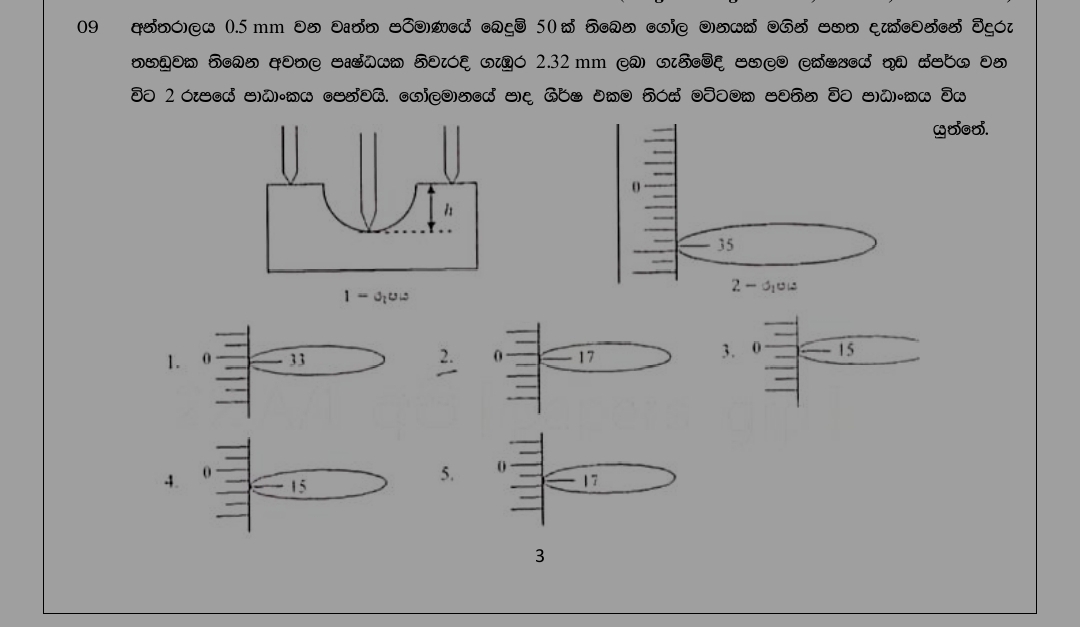 09 අන්තරාලය 0.5 mm වන වෘත්ත පරිමාණයේ බෙදුම් 50 ක් තිබෙන ගෝල මානයක් මගින් පහත දැක්වෙන්නේ විදුරු
තහඩුවක තිබෙන අවතල පෘෂ්ඨයක නිවැරදි ගැඹුර 2.32 mm ලබා ගැනීමේදී පහලම ලක්ෂ්‍යයේ තුඩ ස්පර්ශ වන
විට 2 රුපයේ පාඨාංකය පෙන්වයි. ගෝලමානයේ පාද ශීර්ෂ එකම තිරස් මට්ටමක පවතින විට පාඨාංකය විය
යුත්තේ.
h
1 – රූපය
0
35
2 – රූපය
1. 0 33
2. 0 17
3. 0 15
4. 0 15
5. 0 17
3